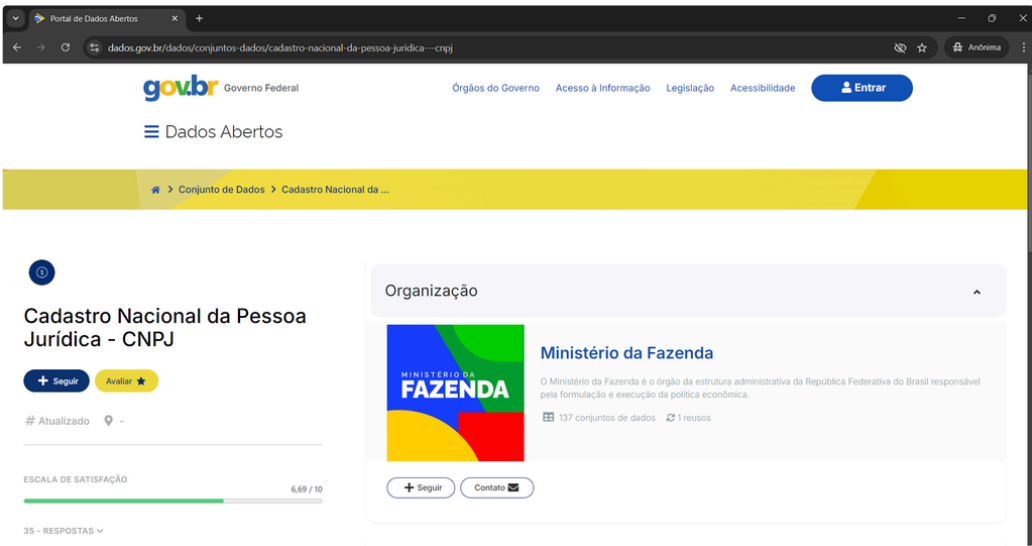 Portal de Dados Abertos
dados.gov.br/dados/conjuntos-dados/cadastro-nacional-da-pessoa-juridica---cnpj
Anônima
gov.br Governo Federal
Órgãos do Governo Acesso à Informação Legislação Acessibilidade Entrar
Dados Abertos
Conjunto de Dados > Cadastro Nacional da ...
Organização
Cadastro Nacional da Pessoa
Jurídica - CNPJ
Seguir Avaliar
# Atualizado -
ESCALA DE SATISFAÇÃO
6,69 / 10
35 - RESPOSTAS
MINISTÉRIO DA
FAZENDA
Ministério da Fazenda
O Ministério da Fazenda é o órgão da estrutura administrativa da República Federativa do Brasil responsável
pela formulação e execução da política econômica.
137 conjuntos de dados 1 reusos
Seguir Contato